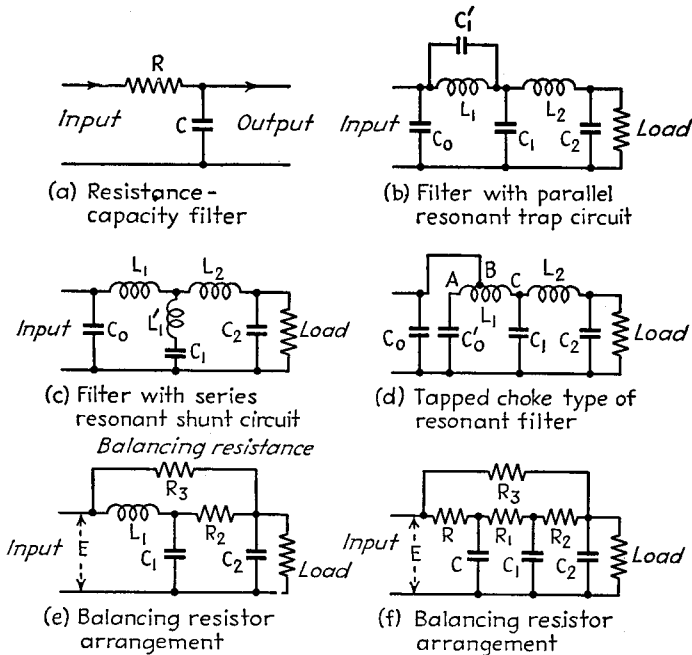 R
Input C Output
(a) Resistance-
capacity filter
C₁′
L₁ L₂
Input C₀ C₁ C₂ Load
(b) Filter with parallel
resonant trap circuit
L₁ L₂
Input C₀ L₁′ C₁ C₂ Load
(c) Filter with series
resonant shunt circuit
A B C L₂
L₁
C₀ C₀′ C₁ C₂ Load
(d) Tapped choke type of
resonant filter
Balancing resistance
R₃
L₁ R₂
Input E C₁ C₂ Load
(e) Balancing resistor
arrangement
R₃
R R₁ R₂
Input E C C₁ C₂ Load
(f) Balancing resistor
arrangement